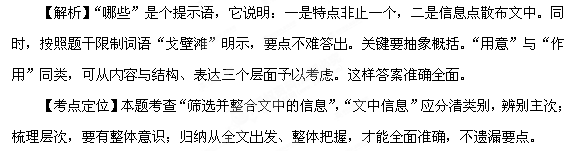 【解析】“哪些”是个提示语，它说明：一是特点非止一个，二是信息点散布文中。同
时，按照题干限制词语“戈壁滩”明示，要点不难答出。关键要抽象概括。“用意”与“作
用”同类，可从内容与结构、表达三个层面予以考虑。这样答案准确全面。
【考点定位】本题考查“筛选并整合文中的信息”，“文中信息”应分清类别，辨别主次；
梳理层次，要有整体意识；归纳从全文出发、整体把握，才能全面准确，不遗漏要点。